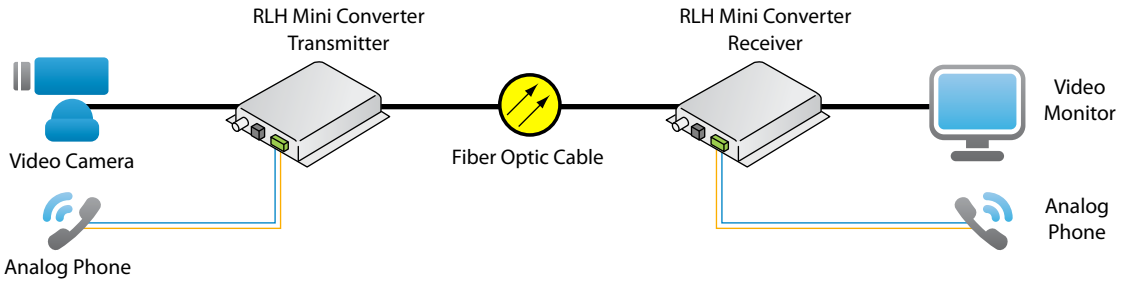 RLH Mini Converter
Transmitter
RLH Mini Converter
Receiver
Video Camera
Fiber Optic Cable
Video
Monitor
Analog Phone
Analog
Phone